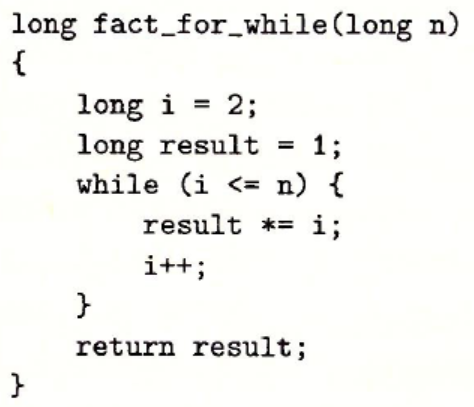 long fact_for_while(long n)
{
    long i = 2;
    long result = 1;
    while (i <= n) {
        result *= i;
        i++;
    }
    return result;
}